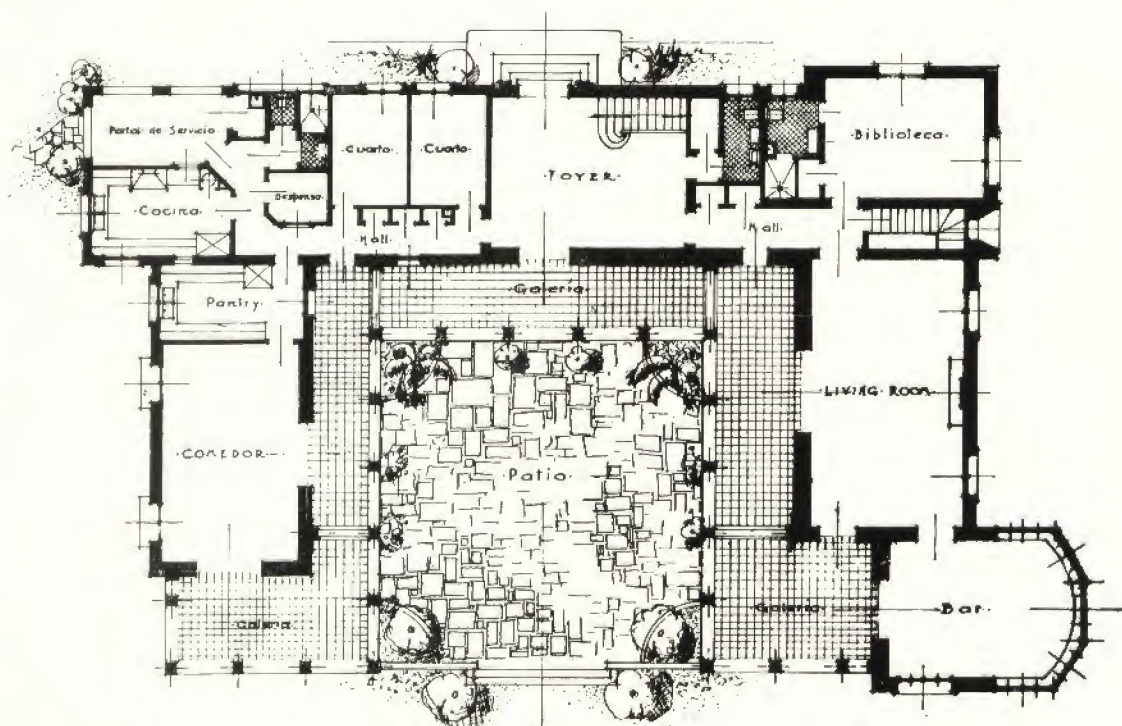 Portal de Servicio
Cuarto
Cuarto
FOYER
Biblioteca
Cocina
Despensa
Hall
Hall
Pantry
Galeria
LIVING ROOM
COMEDOR
Patio
Galeria
Galeria
Bar